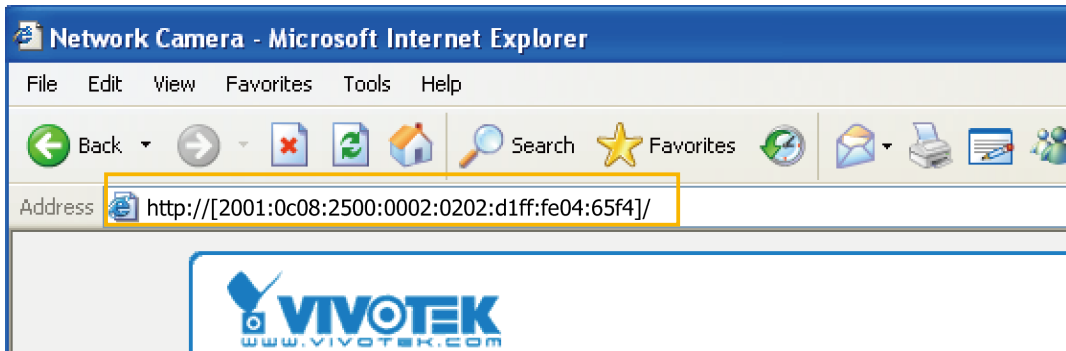 Network Camera - Microsoft Internet Explorer
File Edit View Favorites Tools Help
Back Search Favorites
Address http://[2001:0c08:2500:0002:0202:d1ff:fe04:65f4]/
VIVOTEK
www.vivotek.com